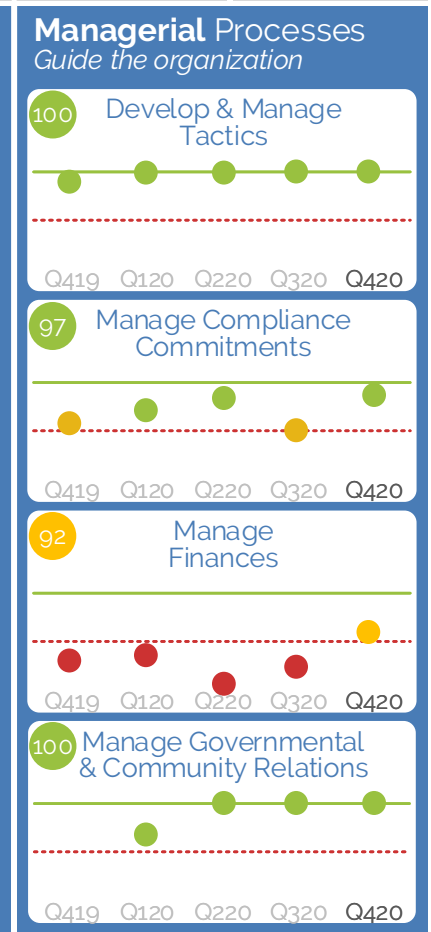 Managerial Processes
Guide the organization
100
Develop & Manage
Tactics
Q419 Q120 Q220 Q320 Q420
97
Manage Compliance
Commitments
Q419 Q120 Q220 Q320 Q420
92
Manage
Finances
Q419 Q120 Q220 Q320 Q420
100
Manage Governmental
& Community Relations
Q419 Q120 Q220 Q320 Q420